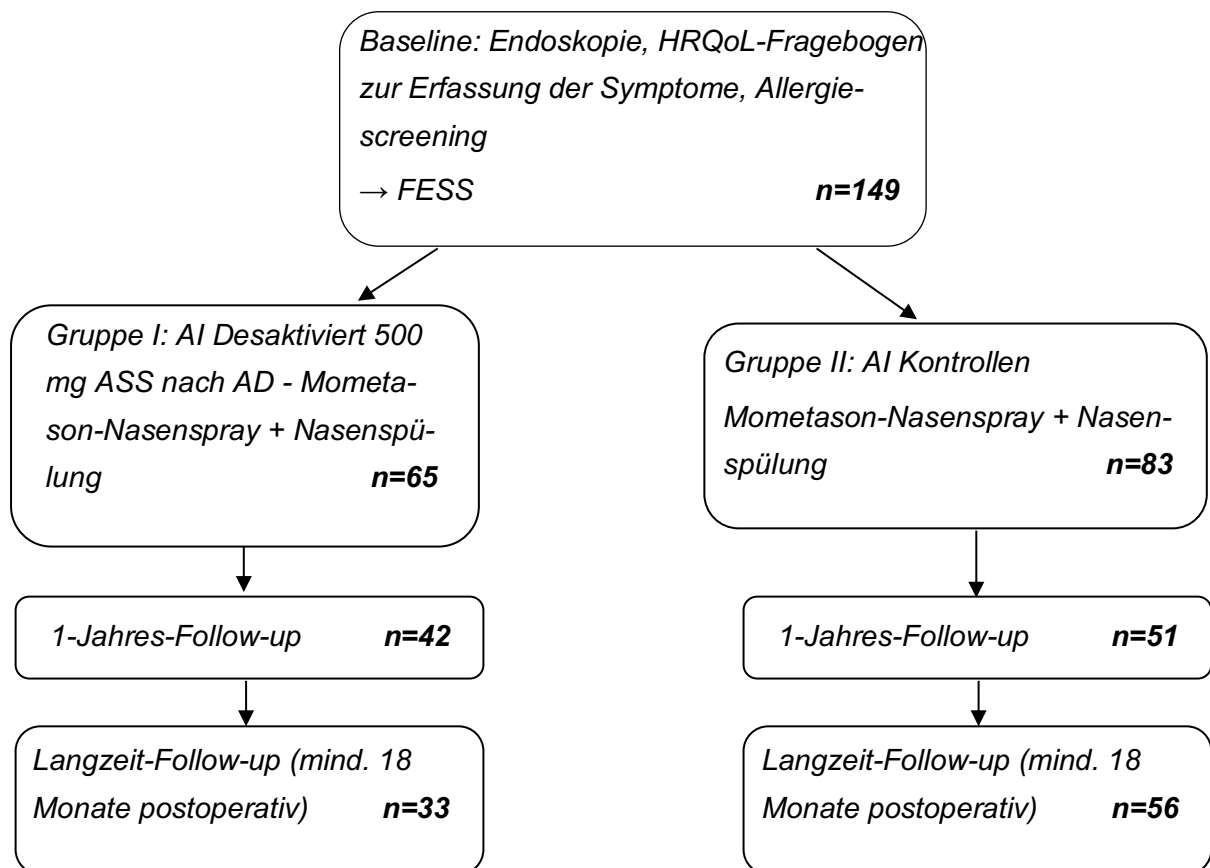 Baseline: Endoskopie, HRQoL-Fragebogen
zur Erfassung der Symptome, Allergie-
screening
→ FESS n=149
Gruppe I: AI Desaktiviert 500
mg ASS nach AD - Mometa-
son-Nasenspray + Nasenspü-
lung n=65
Gruppe II: AI Kontrollen
Mometason-Nasenspray + Nasen-
spülung n=83
1-Jahres-Follow-up n=42
1-Jahres-Follow-up n=51
Langzeit-Follow-up (mind. 18
Monate postoperativ) n=33
Langzeit-Follow-up (mind. 18
Monate postoperativ) n=56